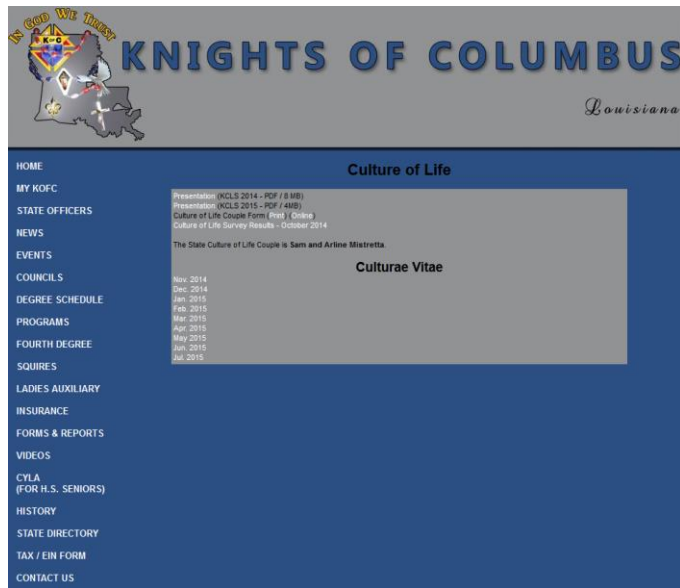 IN GOD WE TRUST
K OF C
KNIGHTS OF COLUMBUS
Louisiana
HOME
MY KOFC
STATE OFFICERS
NEWS
EVENTS
COUNCILS
DEGREE SCHEDULE
PROGRAMS
FOURTH DEGREE
SQUIRES
LADIES AUXILIARY
INSURANCE
FORMS & REPORTS
VIDEOS
CYLA
(FOR H.S. SENIORS)
HISTORY
STATE DIRECTORY
TAX / EIN FORM
CONTACT US
Culture of Life
Presentation (KCLS 2014 - PDF / 8 MB)
Presentation (KCLS 2015 - PDF / 4MB)
Culture of Life Couple Form (Print) (Online)
Culture of Life Survey Results - October 2014
The State Culture of Life Couple is Sam and Arline Mistretta.
Culturae Vitae
Nov. 2014
Dec. 2014
Jan. 2015
Feb. 2015
Mar. 2015
Apr. 2015
May 2015
Jun. 2015
Jul. 2015